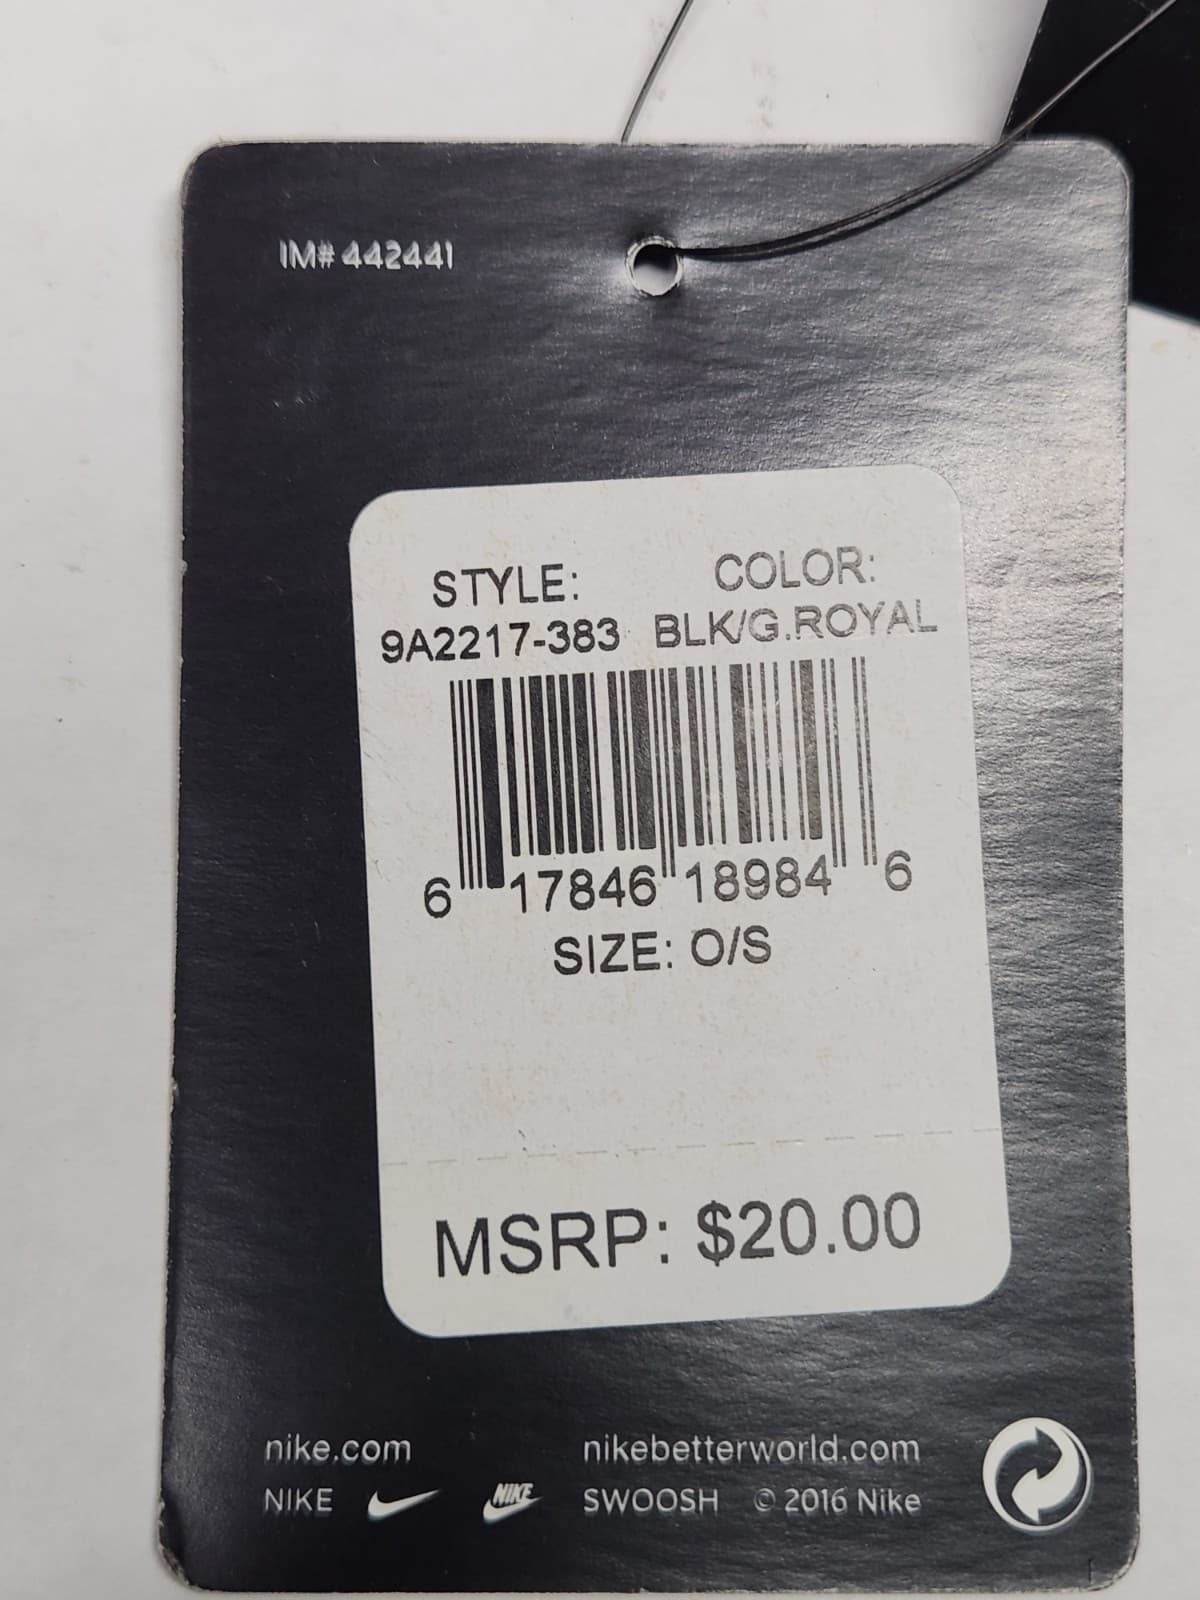 IM# 442441
STYLE: COLOR:
9A2217-383 BLK/G.ROYAL
6 17846 18984 6
SIZE: O/S
MSRP: $20.00
nike.com nikebetterworld.com
NIKE NIKE SWOOSH © 2016 Nike